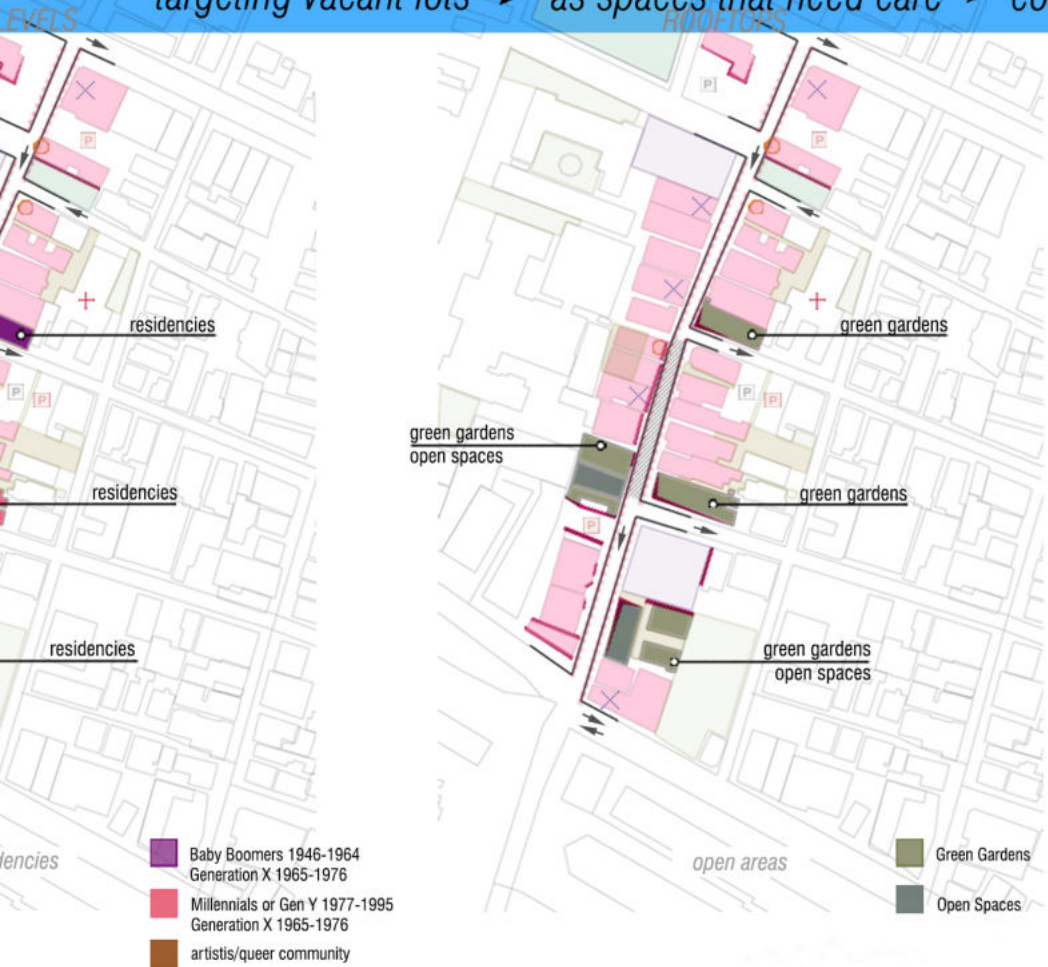 targeting vacant lots > as spaces that need care >
LEVELS
ROOFTOPS
P
P
P
P
residencies
green gardens
P
P
P
P
green gardens
open spaces
residencies
green gardens
P
residencies
green gardens
open spaces
Baby Boomers 1946-1964
Generation X 1965-1976
Millennials or Gen Y 1977-1995
Generation X 1965-1976
artistis/queer community
open areas
Green Gardens
Open Spaces